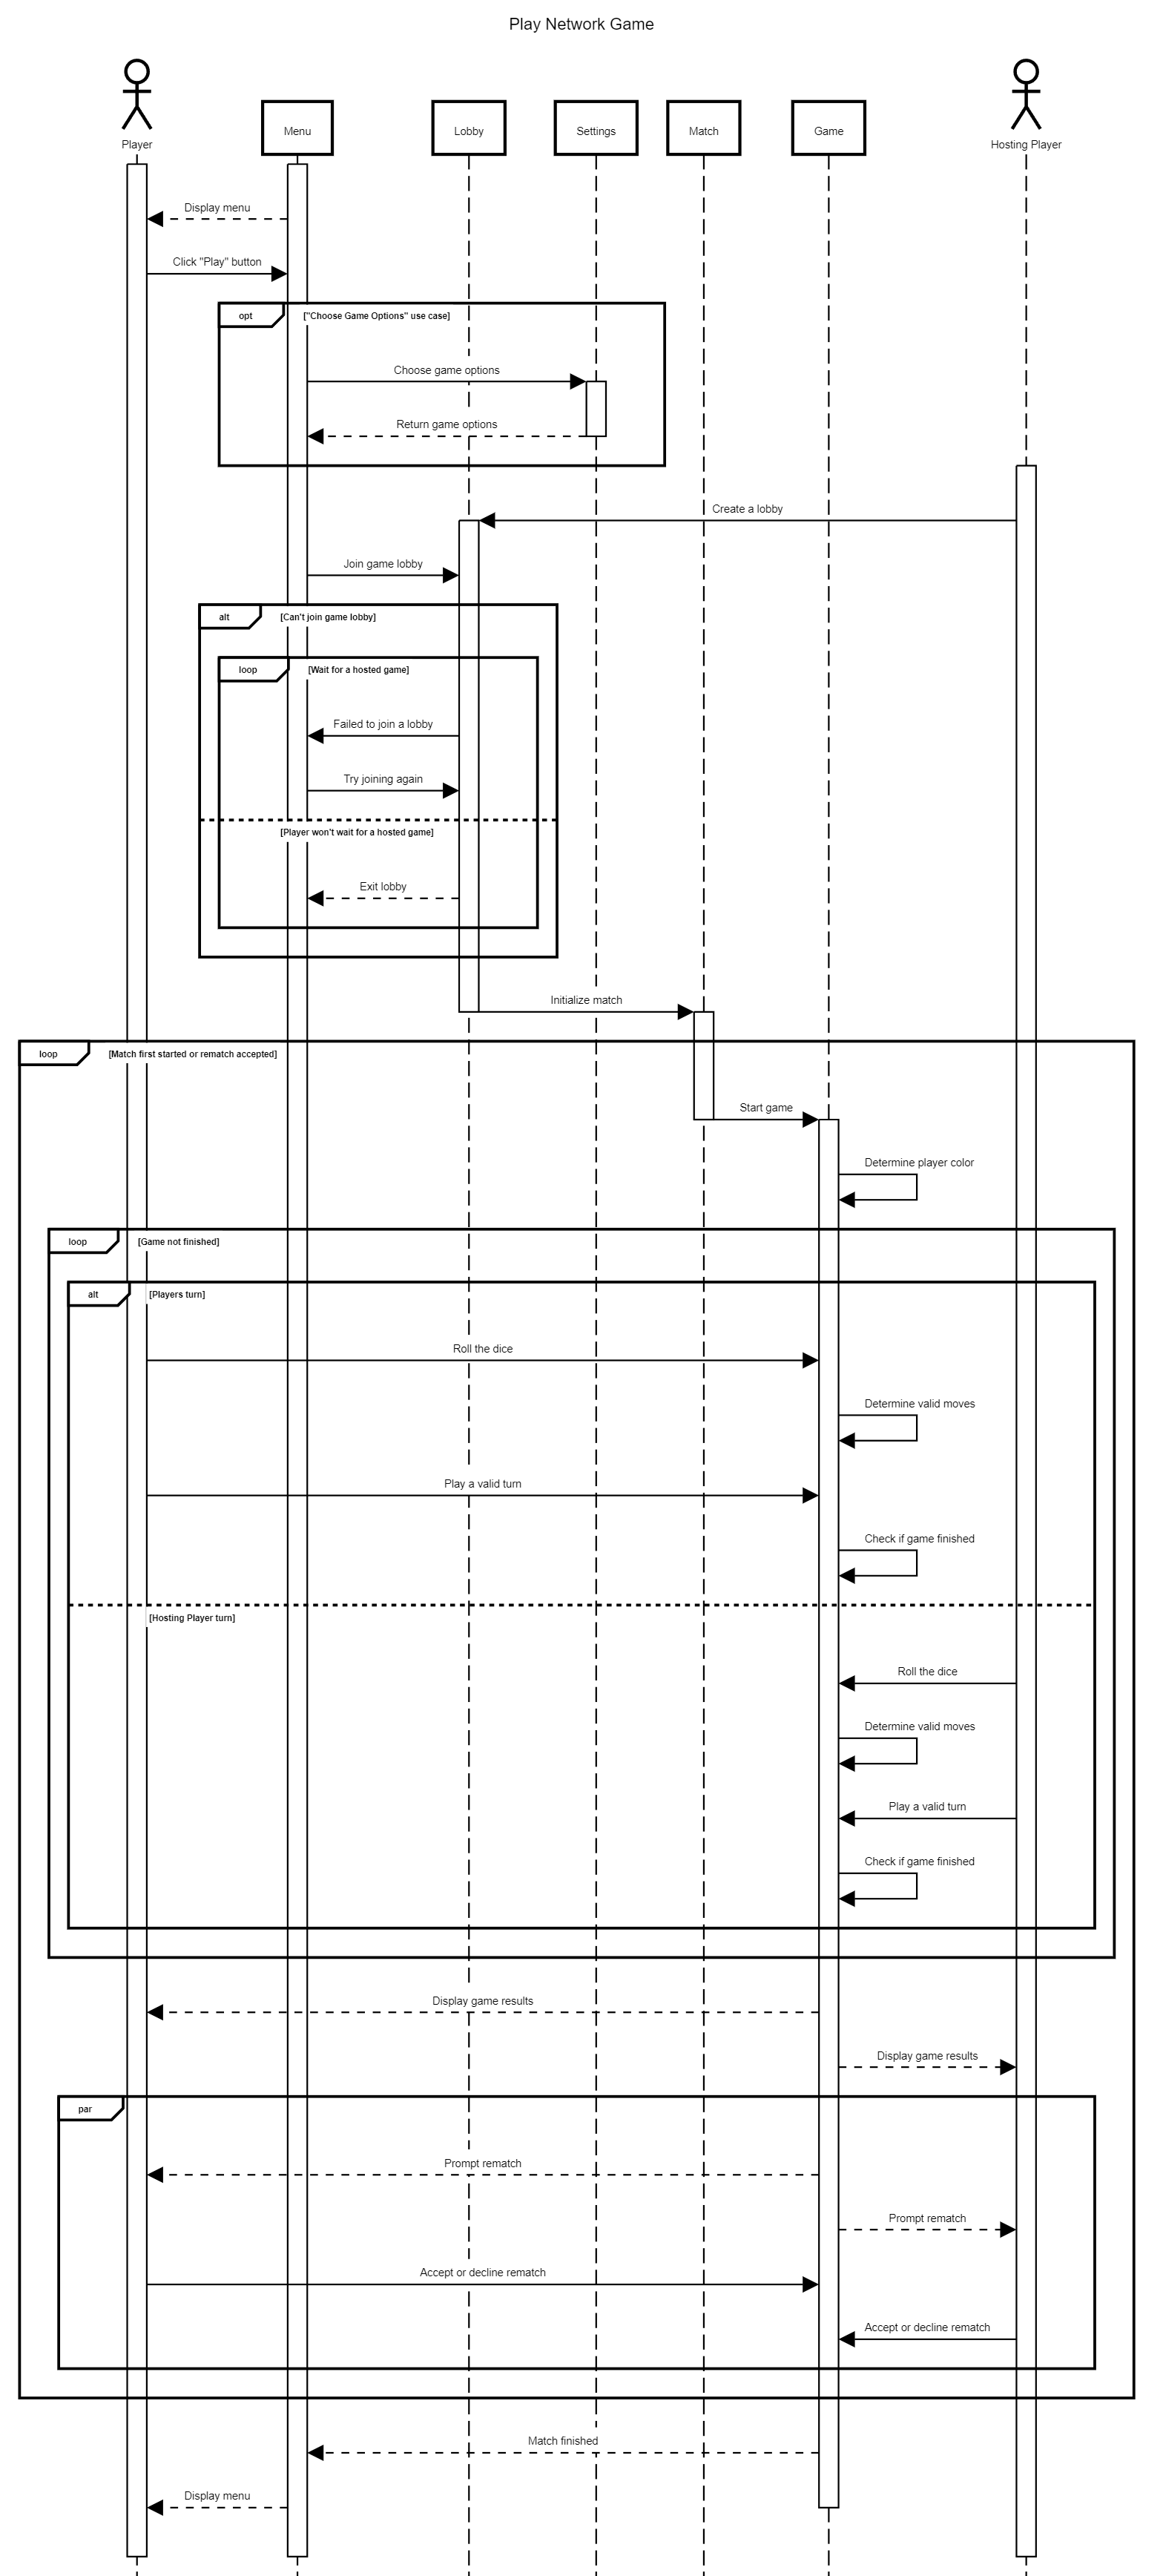 Play Network Game
Player
Menu
Lobby
Settings
Match
Game
Hosting Player
Display menu
Click "Play" button
opt
["Choose Game Options" use case]
Choose game options
Return game options
Create a lobby
Join game lobby
alt
[Can't join game lobby]
loop
[Wait for a hosted game]
Failed to join a lobby
Try joining again
[Player won't wait for a hosted game]
Exit lobby
Initialize match
loop
[Match first started or rematch accepted]
Start game
Determine player color
loop
[Game not finished]
alt
[Players turn]
Roll the dice
Determine valid moves
Play a valid turn
Check if game finished
[Hosting Player turn]
Roll the dice
Determine valid moves
Play a valid turn
Check if game finished
Display game results
Display game results
par
Prompt rematch
Prompt rematch
Accept or decline rematch
Accept or decline rematch
Match finished
Display menu